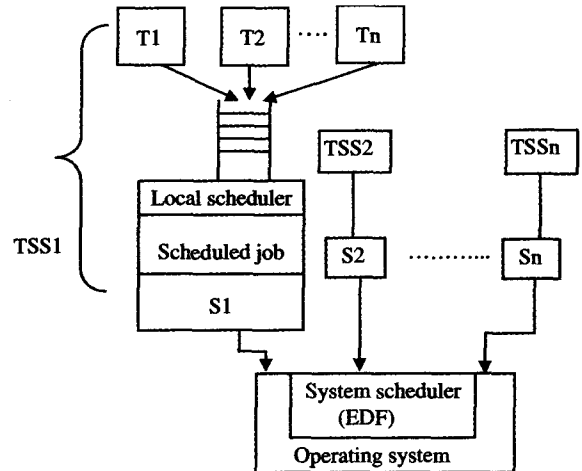 T1 T2 .... Tn
TSS2 TSSn
Local scheduler
TSS1
Scheduled job
S2 ........... Sn
S1
System scheduler
(EDF)
Operating system